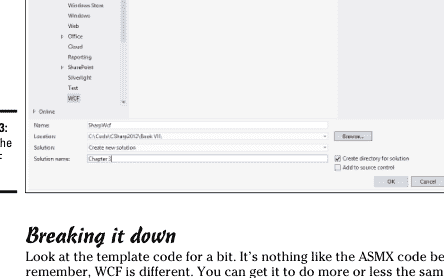 Windows Store
Windows
Web
Office
Cloud
Reporting
SharePoint
Silverlight
Test
WCF
Online
3:
Name: SharpWcf
he
Location: C:\Code\CSharp2012\Book VII\ Browse...
Solution: Create new solution
Solution name: Chapter 3 Create directory for solution
Add to source control
OK Cancel
Breaking it down
Look at the template code for a bit. It's nothing like the ASMX code be
remember, WCF is different. You can get it to do more or less the sam